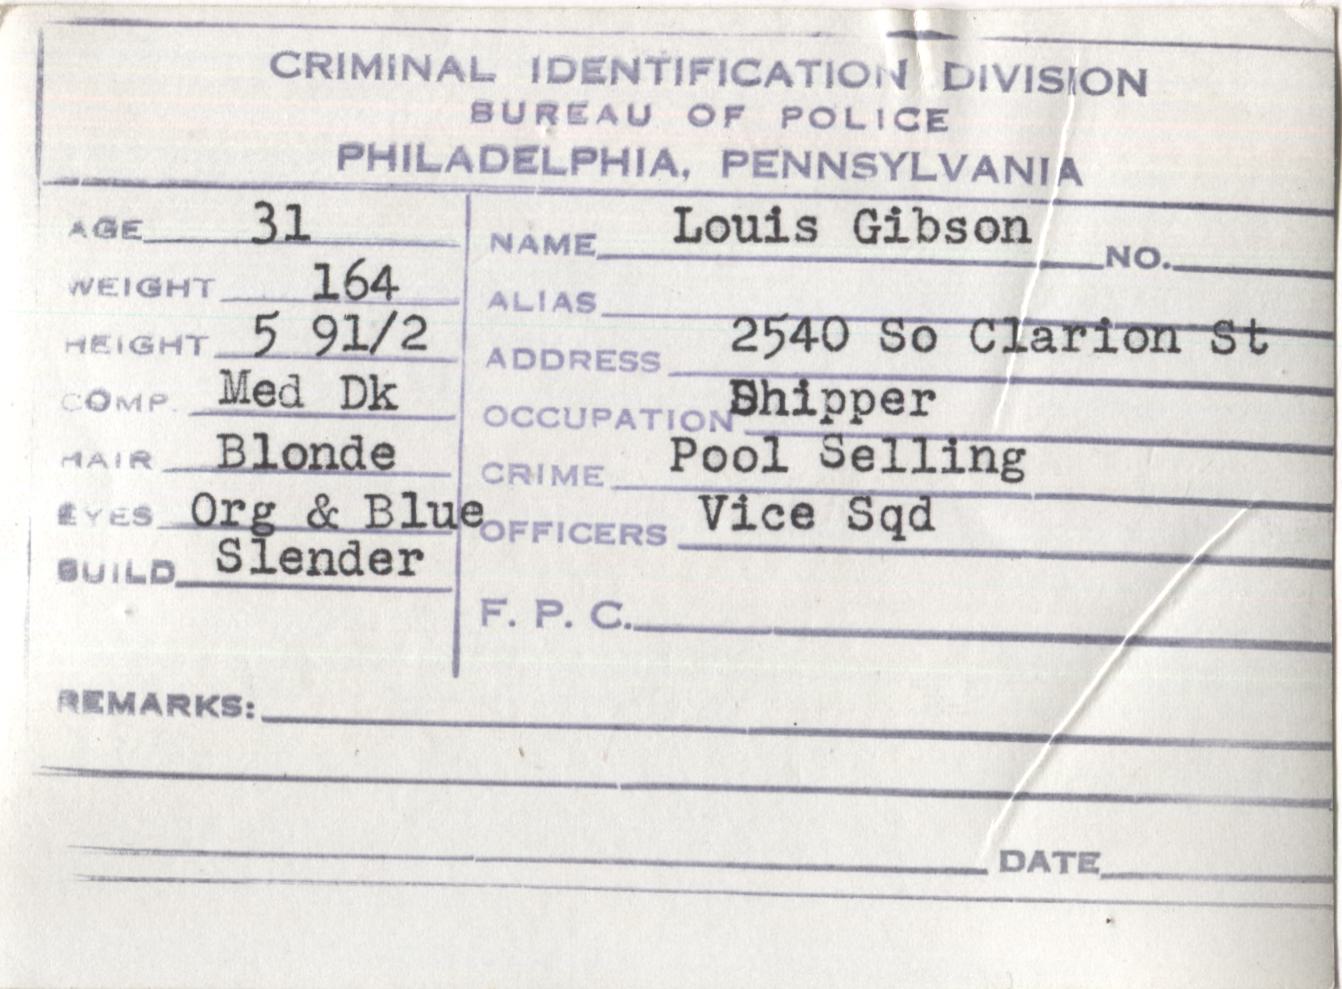 CRIMINAL IDENTIFICATION DIVISION
BUREAU OF POLICE
PHILADELPHIA, PENNSYLVANIA
AGE 31
WEIGHT 164
HEIGHT 5 91/2
COMP. Med Dk
HAIR Blonde
EYES Org & Blue
BUILD Slender
NAME Louis Gibson NO.
ALIAS
ADDRESS 2540 So Clarion St
OCCUPATION Shipper
CRIME Pool Selling
OFFICERS Vice Sqd
F. P. C.
REMARKS:
DATE